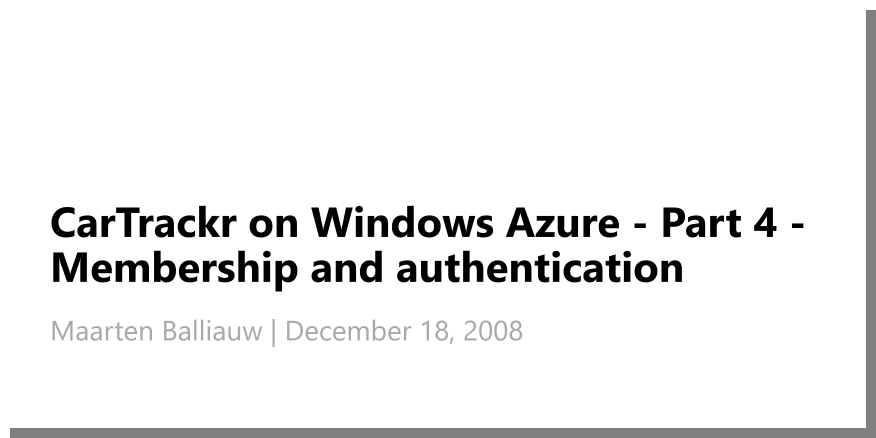 CarTrackr on Windows Azure - Part 4 -
Membership and authentication
Maarten Balliauw | December 18, 2008